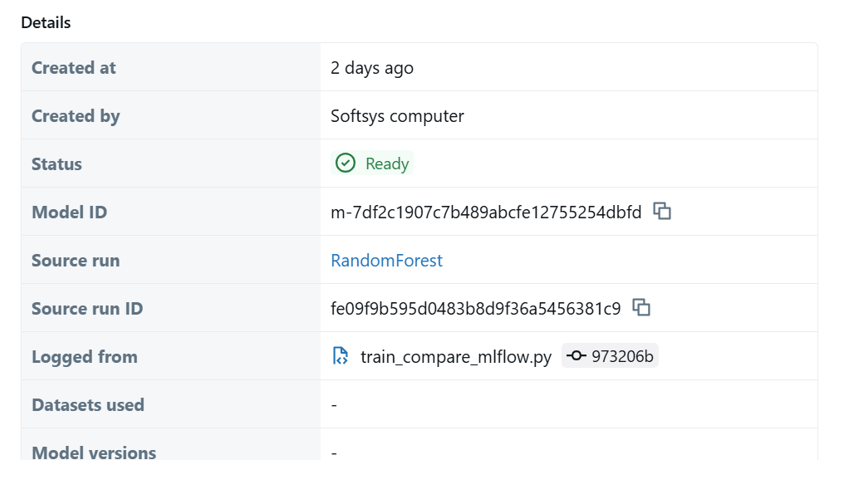 Details
Created at 2 days ago
Created by Softsys computer
Status Ready
Model ID m-7df2c1907c7b489abcfe12755254dbfd
Source run RandomForest
Source run ID fe09f9b595d0483b8d9f36a5456381c9
Logged from train_compare_mlflow.py 973206b
Datasets used -
Model versions -